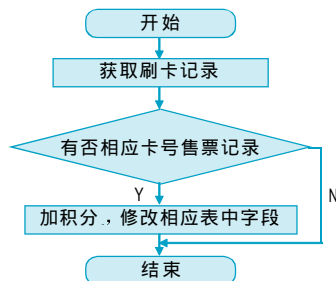 开始
获取刷卡记录
有否相应卡号售票记录
Y
N
加积分，修改相应表中字段
结束